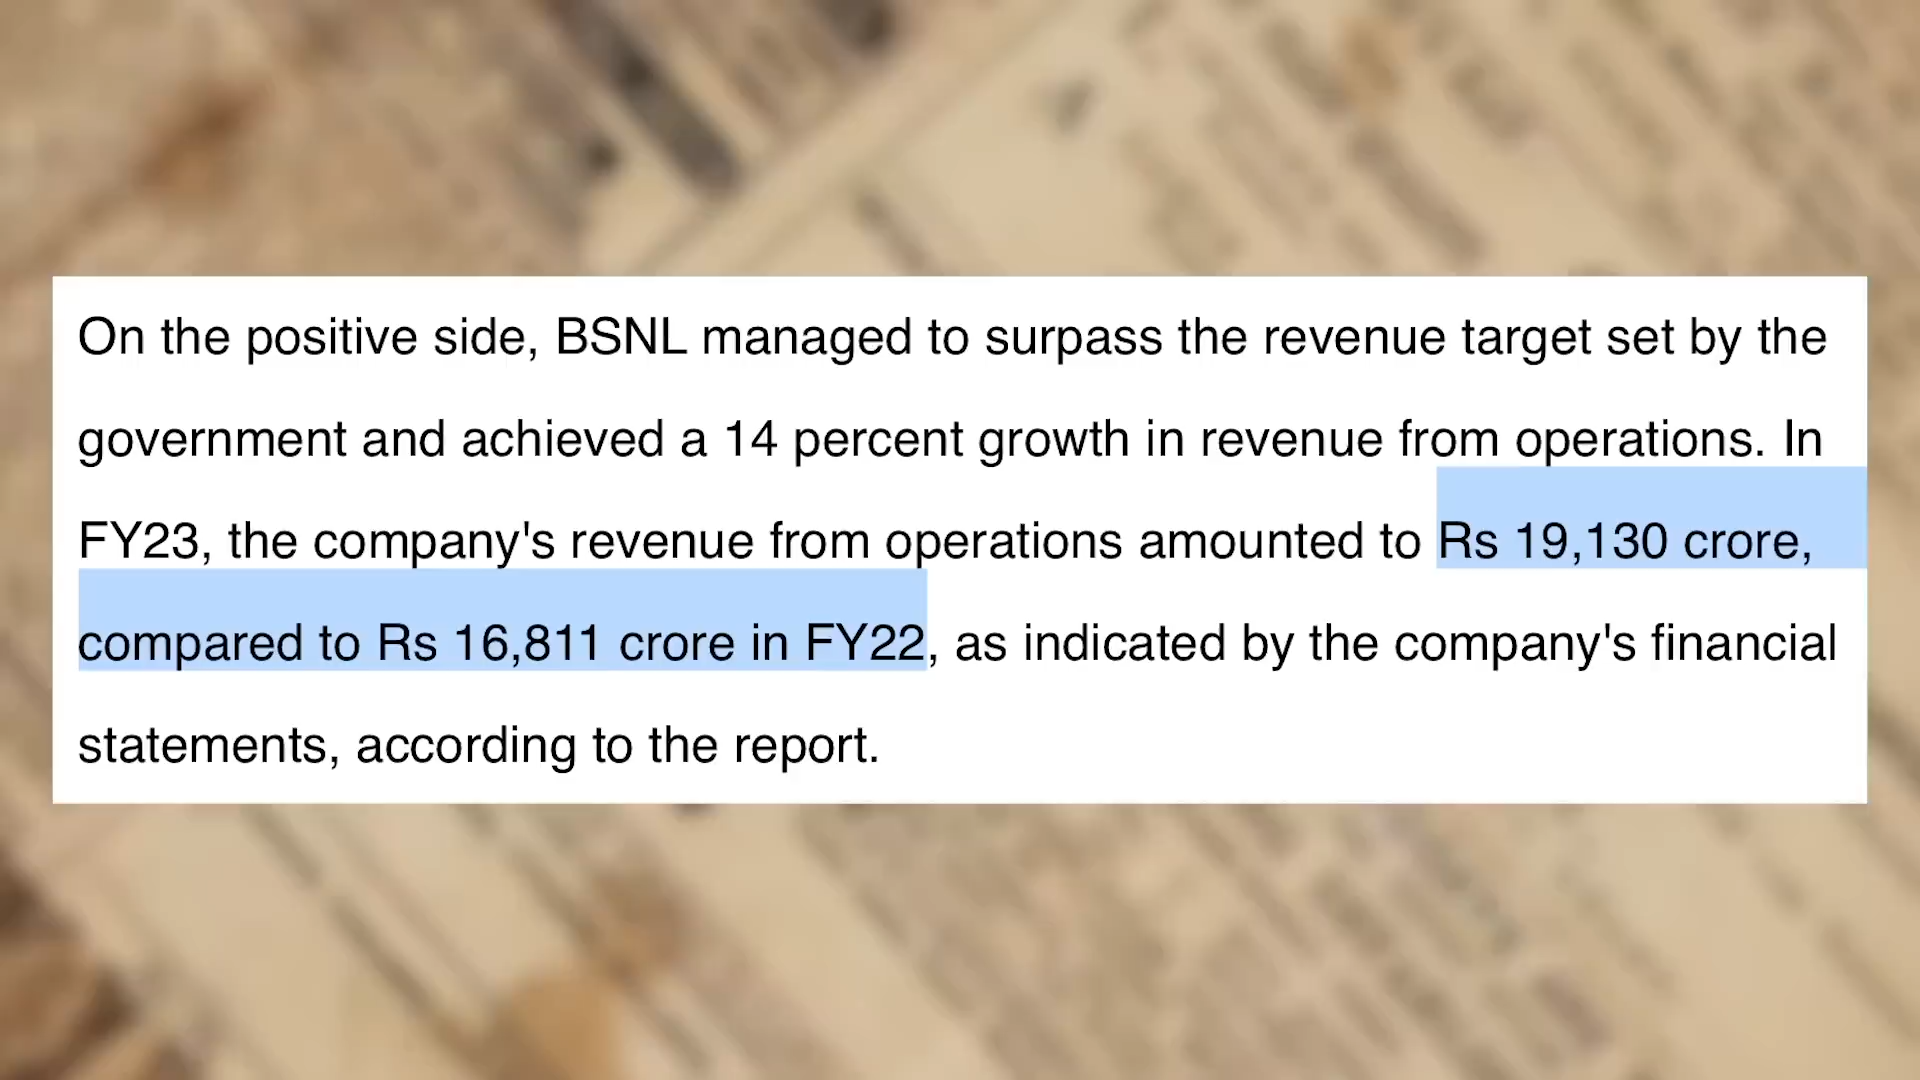 On the positive side, BSNL managed to surpass the revenue target set by the
government and achieved a 14 percent growth in revenue from operations. In
FY23, the company's revenue from operations amounted to Rs 19,130 crore,
compared to Rs 16,811 crore in FY22, as indicated by the company's financial
statements, according to the report.